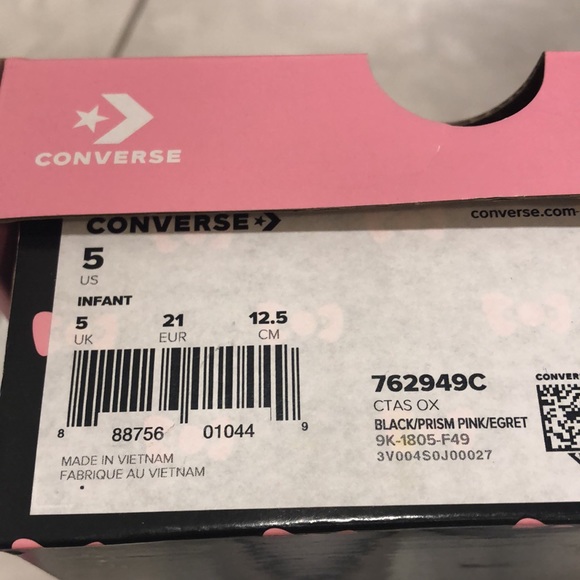 CONVERSE
CONVERSE
converse.com
5
US
INFANT
5 21 12.5
UK EUR CM
8 88756 01044 9
MADE IN VIETNAM
FABRIQUE AU VIETNAM
762949C
CTAS OX
BLACK/PRISM PINK/EGRET
9K-1805-F49
3V004S0J00027
CONVERS